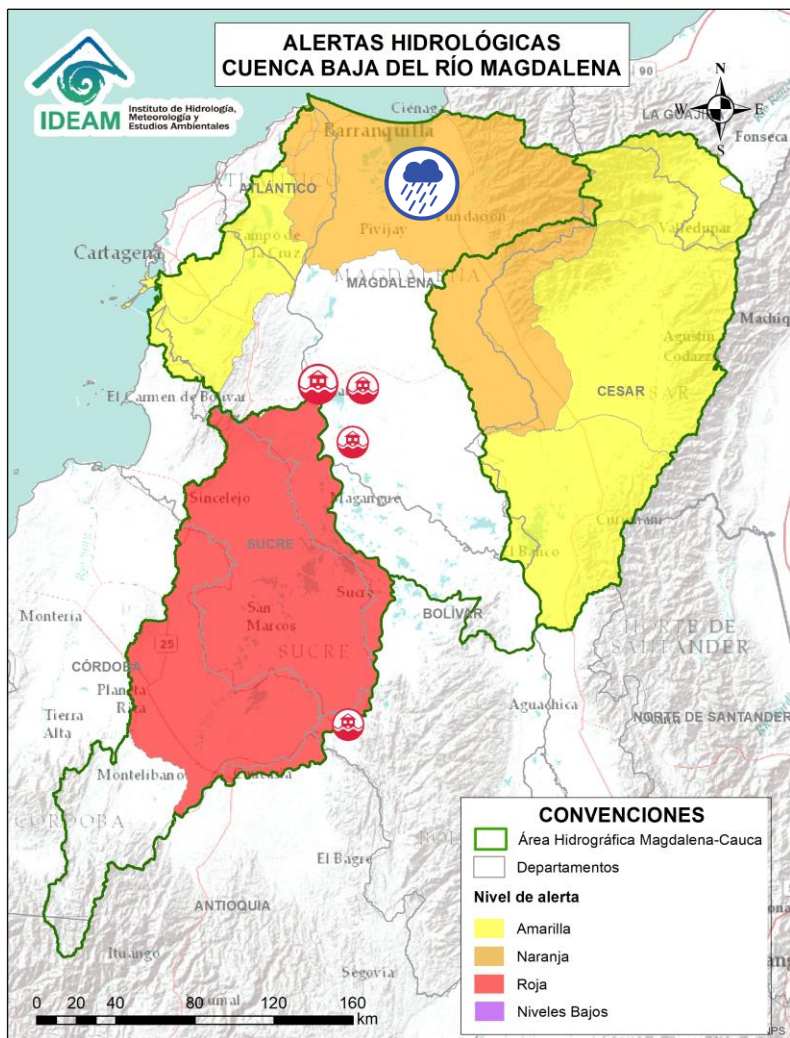 ALERTAS HIDROLÓGICAS
CUENCA BAJA DEL RÍO MAGDALENA
IDEAM
Instituto de Hidrología,
Meteorología y
Estudios Ambientales
N
W E
S
90
Ciénaga
LA GUAJIRA
Fonseca
Barranquilla
ATLÁNTICO
Fundación
Pivijay
Valledupar
Campo de
la Cruz
Cartagena
MAGDALENA
MAGDALENA
Machiq
Agustín
Codazzi
CESAR
El Carmen de Bolívar
Sincelejo
Magangue
SUCRE
El Banco
San
Marcos
Sucre
BOLÍVAR
Montería
25
SUCRE
NORTE DE
SANTANDER
CÓRDOBA
Planeta
Rica
Aguachica
NORTE DE SANTANDER
Tierra
Alta
Montelíbano
CÓRDOBA
El Bagre
ANTIOQUIA
Ituango
Segovia
CONVENCIONES
Área Hidrográfica Magdalena-Cauca
Departamentos
Nivel de alerta
Amarilla
Naranja
Roja
Niveles Bajos
0 20 40 80 120 160
km